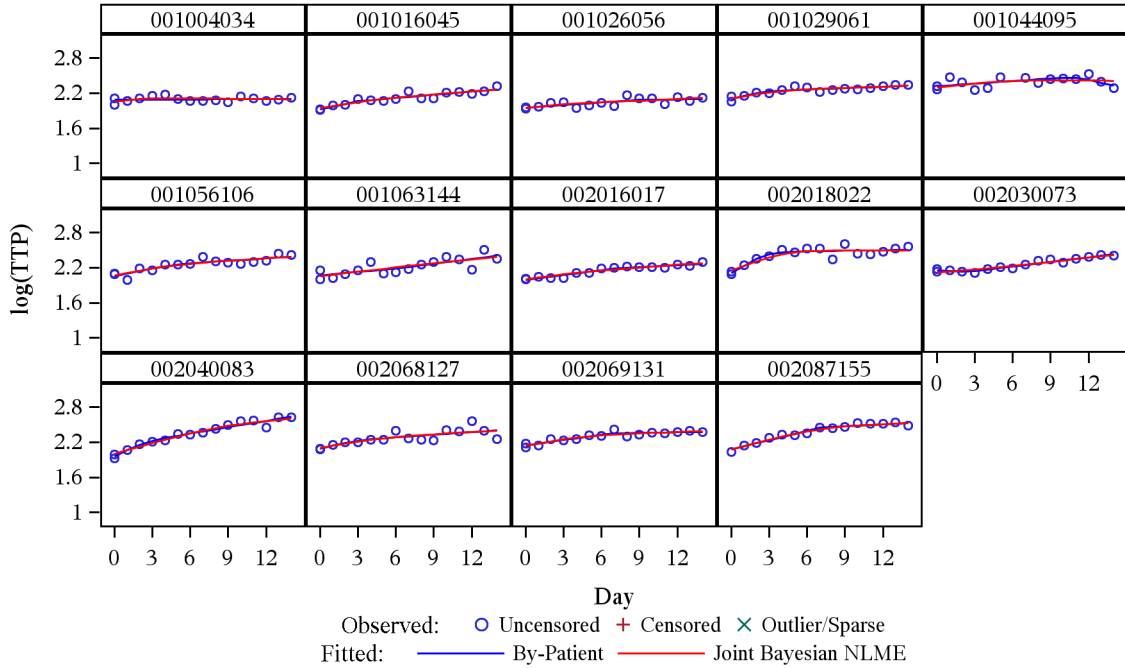 001004034 001016045 001026056 001029061 001044095
2.8
2.2
1.6
1
001056106 001063144 002016017 002018022 002030073
2.8
2.2
1.6
1
log(TTP)
002040083 002068127 002069131 002087155
0 3 6 9 12
2.8
2.2
1.6
1
0 3 6 9 12 0 3 6 9 12 0 3 6 9 12 0 3 6 9 12
Day
Observed: Uncensored Censored Outlier/Sparse
Fitted: By-Patient Joint Bayesian NLME